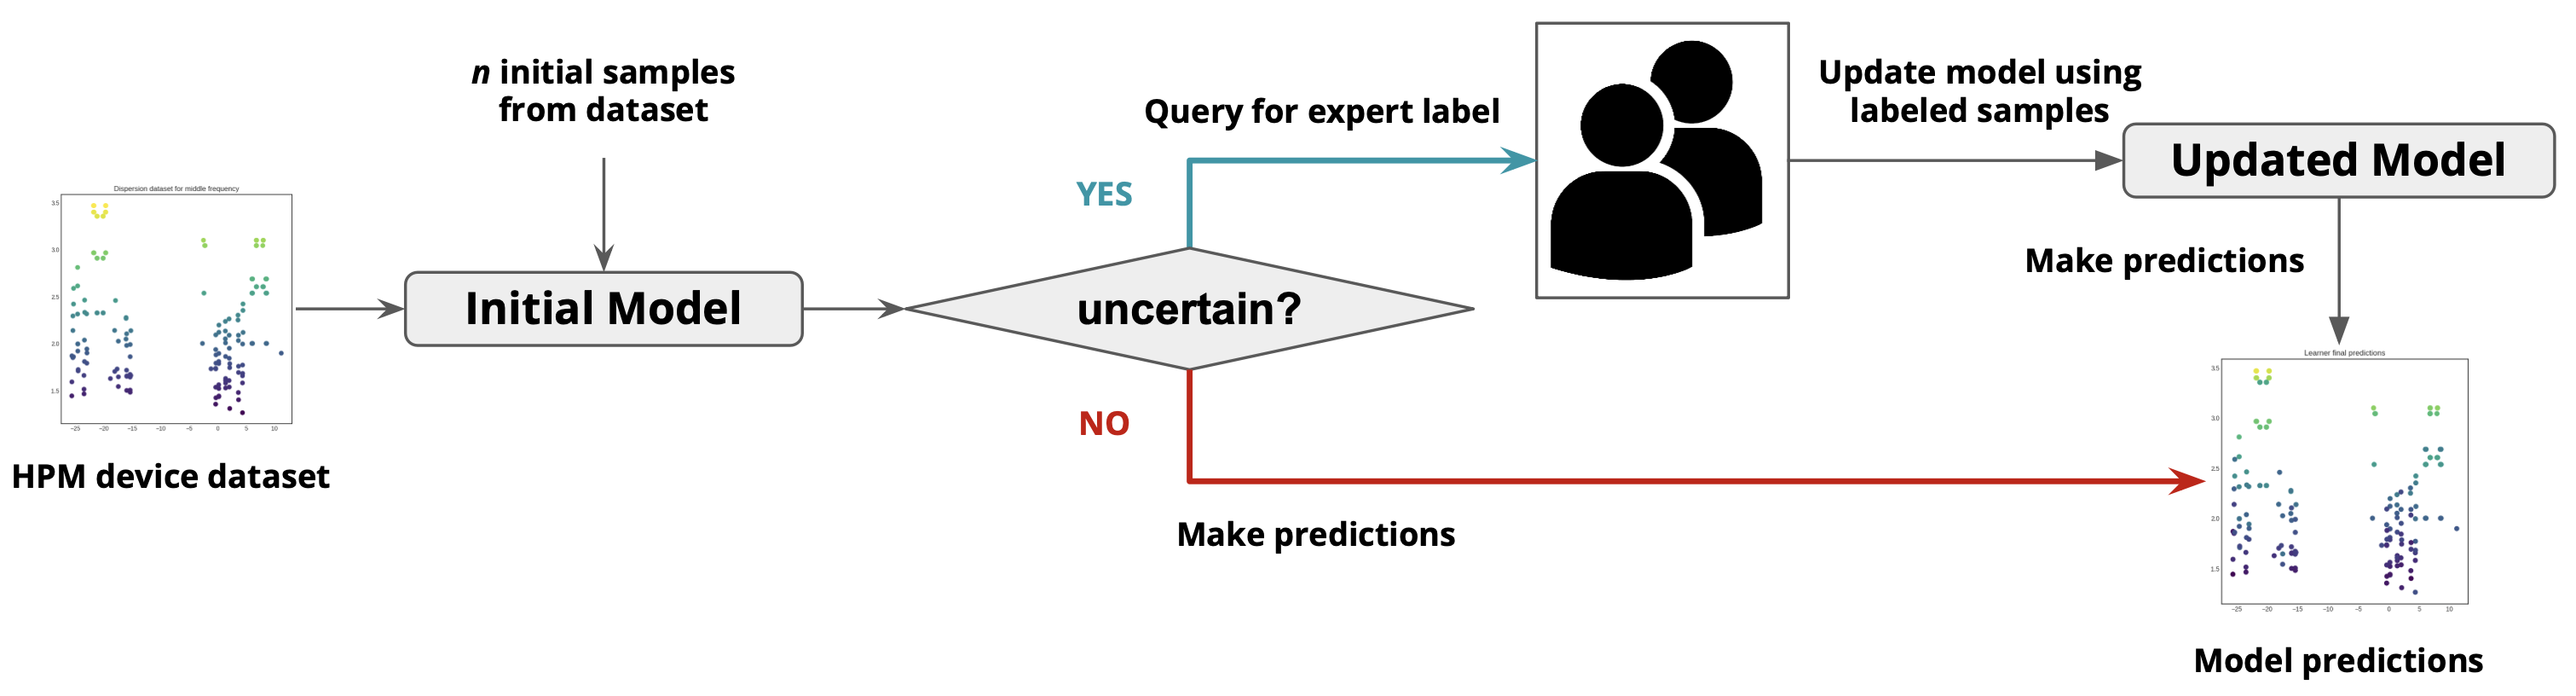 n initial samples
from dataset
Query for expert label
Update model using
labeled samples
Updated Model
YES
Dispersion dataset for middle frequency
3.5
3.0
2.5
2.0
1.5
−25 −20 −15 −10 −5 0 5 10
HPM device dataset
Initial Model
uncertain?
Make predictions
NO
Make predictions
Learner final predictions
3.5
3.0
2.5
2.0
1.5
−25 −20 −15 −10 −5 0 5 10
Model predictions